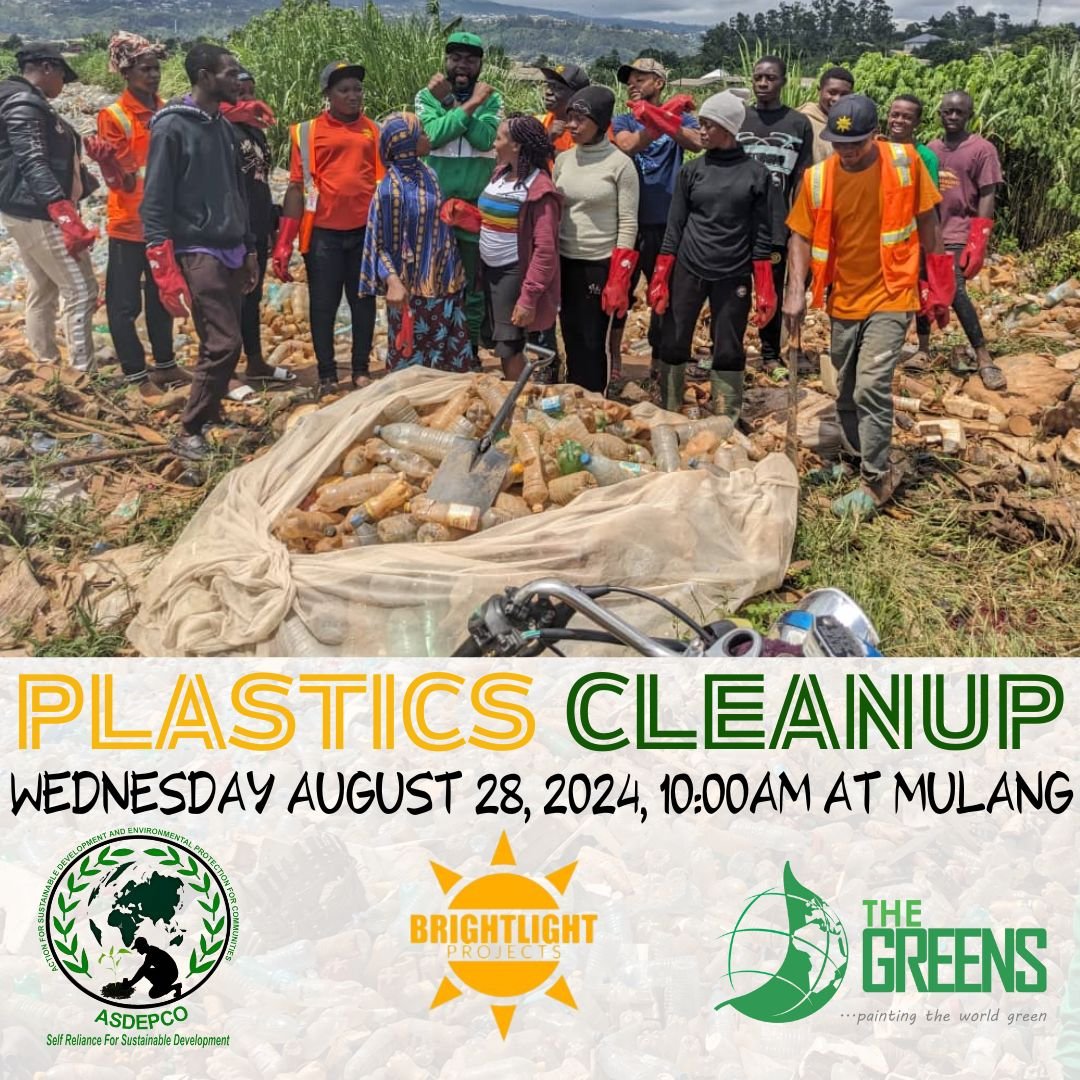 PLASTICS CLEANUP
WEDNESDAY AUGUST 28, 2024, 10:00AM AT MULANG
ACTION FOR SUSTAINABLE DEVELOPMENT AND ENVIRONMENTAL PROTECTION FOR COMMUNITIES
ASDEPCO
Self Reliance For Sustainable Development
BRIGHTLIGHT
PROJECTS
THE
GREENS
...painting the world green